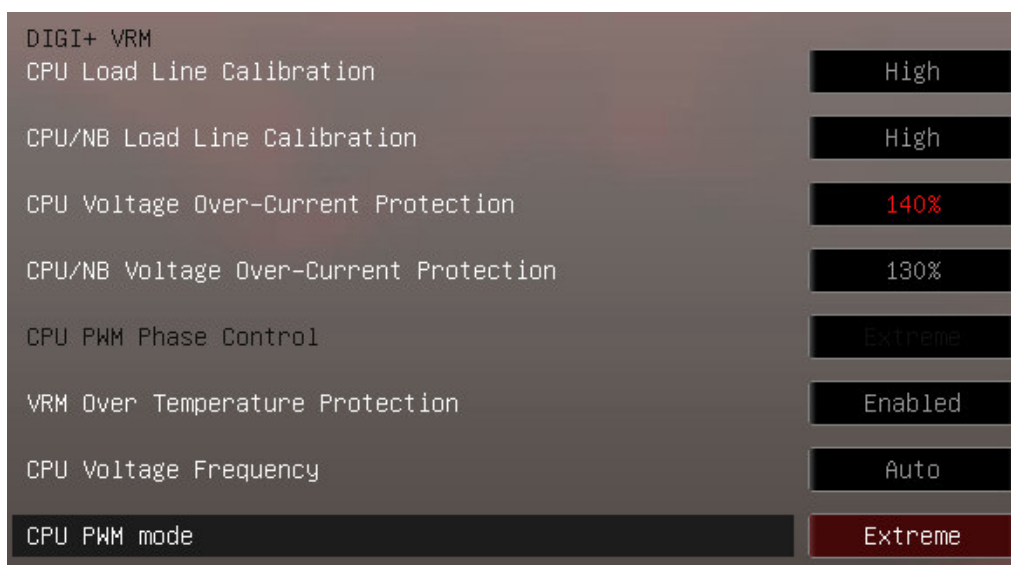 DIGI+ VRM
CPU Load Line Calibration High
CPU/NB Load Line Calibration High
CPU Voltage Over-Current Protection 140%
CPU/NB Voltage Over-Current Protection 130%
CPU PWM Phase Control Extreme
VRM Over Temperature Protection Enabled
CPU Voltage Frequency Auto
CPU PWM mode Extreme